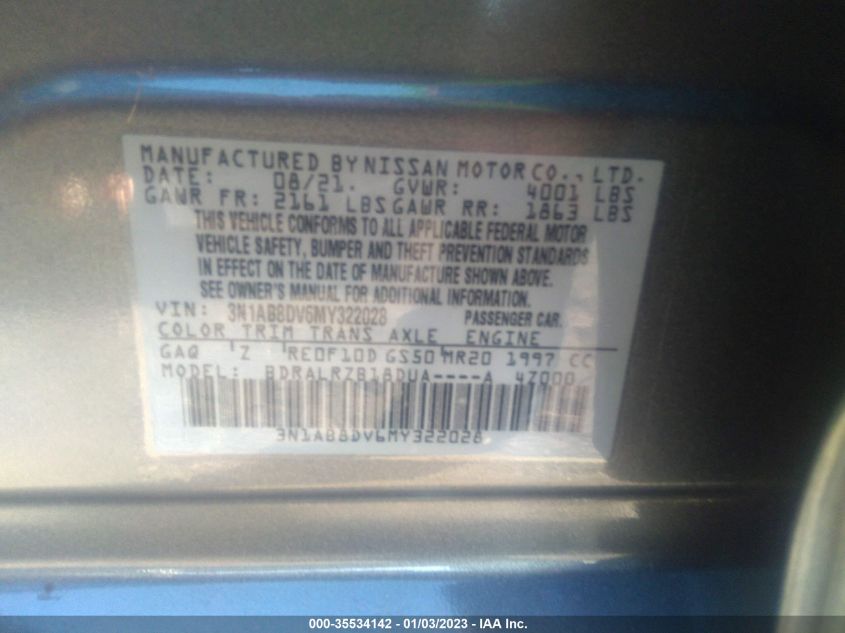 MANUFACTURED BY NISSAN MOTOR CO., LTD.
DATE: 08/21. GVWR: 4001 LBS
GAWR FR: 2161 LBS GAWR RR: 1863 LBS
THIS VEHICLE CONFORMS TO ALL APPLICABLE FEDERAL MOTOR
VEHICLE SAFETY, BUMPER AND THEFT PREVENTION STANDARDS
IN EFFECT ON THE DATE OF MANUFACTURE SHOWN ABOVE.
SEE OWNER'S MANUAL FOR ADDITIONAL INFORMATION.
VIN: 3N1AB8DV6MY322028 PASSENGER CAR.
COLOR TRIM TRANS AXLE ENGINE
GAQ Z RE0F10D GS50 MR20 1997 CC
MODEL: BDRALRZB18DUA----A 4Z000
3N1AB8DV6MY322028
000-35534142 - 01/03/2023 - IAA Inc.